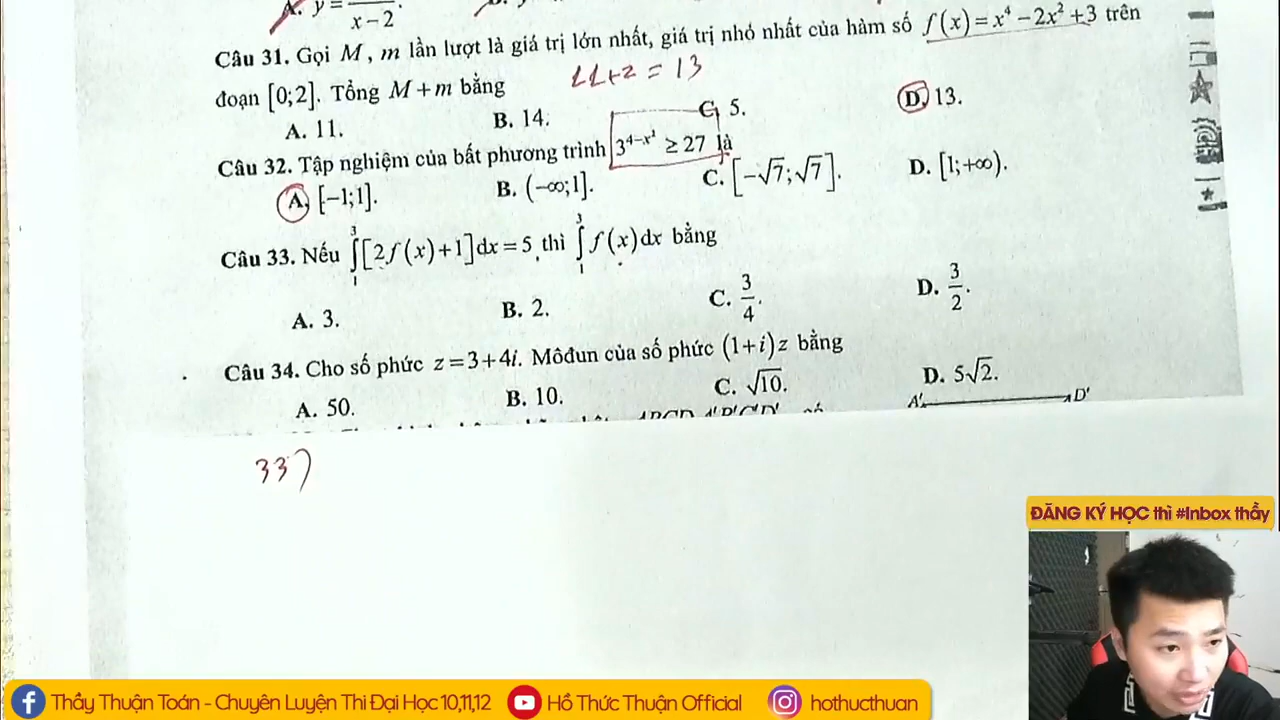 A. y = x − 2.
Câu 31. Gọi M, m lần lượt là giá trị lớn nhất, giá trị nhỏ nhất của hàm số f(x) = x⁴ − 2x² + 3 trên
đoạn [0;2]. Tổng M + m bằng
11+2 = 13
A. 11. B. 14. C. 5. D. 13.
Câu 32. Tập nghiệm của bất phương trình 3^{4−x²} ≥ 27 là
A. [−1;1]. B. (−∞;1]. C. [−√7;√7]. D. [1;+∞).
Câu 33. Nếu ∫₁³[2f(x)+1]dx = 5 thì ∫₁³f(x)dx bằng
A. 3. B. 2. C. 3/4. D. 3/2.
Câu 34. Cho số phức z = 3 + 4i. Môđun của số phức (1+i)z bằng
A. 50. B. 10. C. √10. D. 5√2.
A' D'
33)
ĐĂNG KÝ HỌC thì #Inbox thầy
Thầy Thuận Toán - Chuyên Luyện Thi Đại Học 10,11,12 Hồ Thức Thuận Official hothucthuan